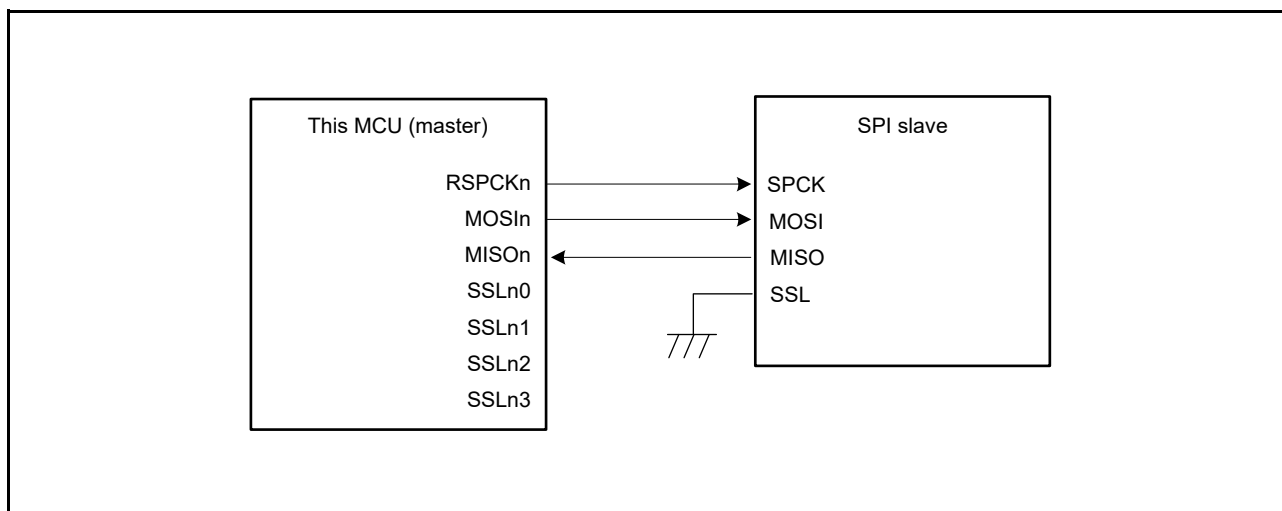 This MCU (master)
RSPCKn
MOSIn
MISOn
SSLn0
SSLn1
SSLn2
SSLn3
SPI slave
SPCK
MOSI
MISO
SSL